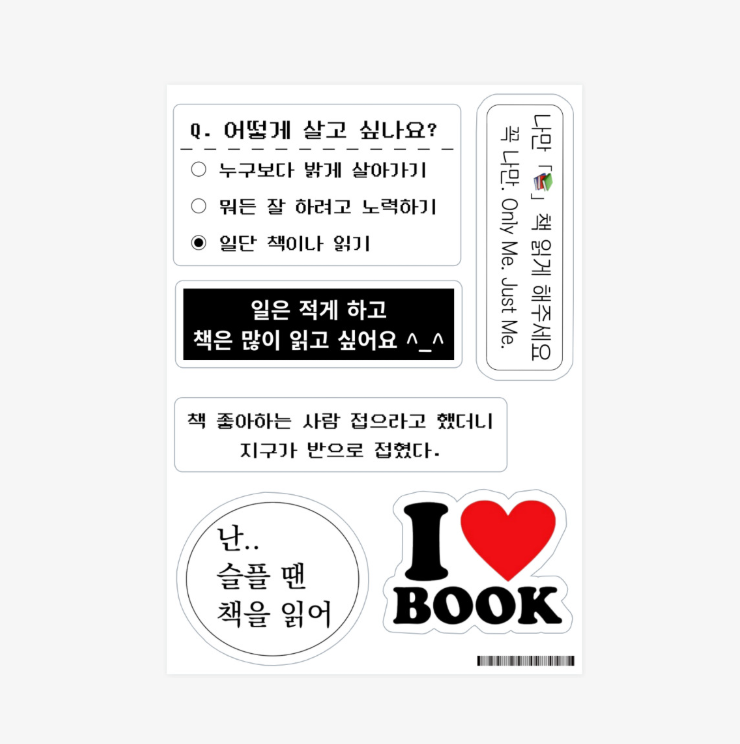 Q. 어떻게 살고 싶나요?
누구보다 밝게 살아가기
뭐든 잘 하려고 노력하기
일단 책이나 읽기
나만 「📚」 책 읽게 해주세요
꼭 나만. Only Me. Just Me.
일은 적게 하고
책은 많이 읽고 싶어요 ^_^
책 좋아하는 사람 접으라고 했더니
지구가 반으로 접혔다.
난..
슬플 땐
책을 읽어
I ♥
BOOK